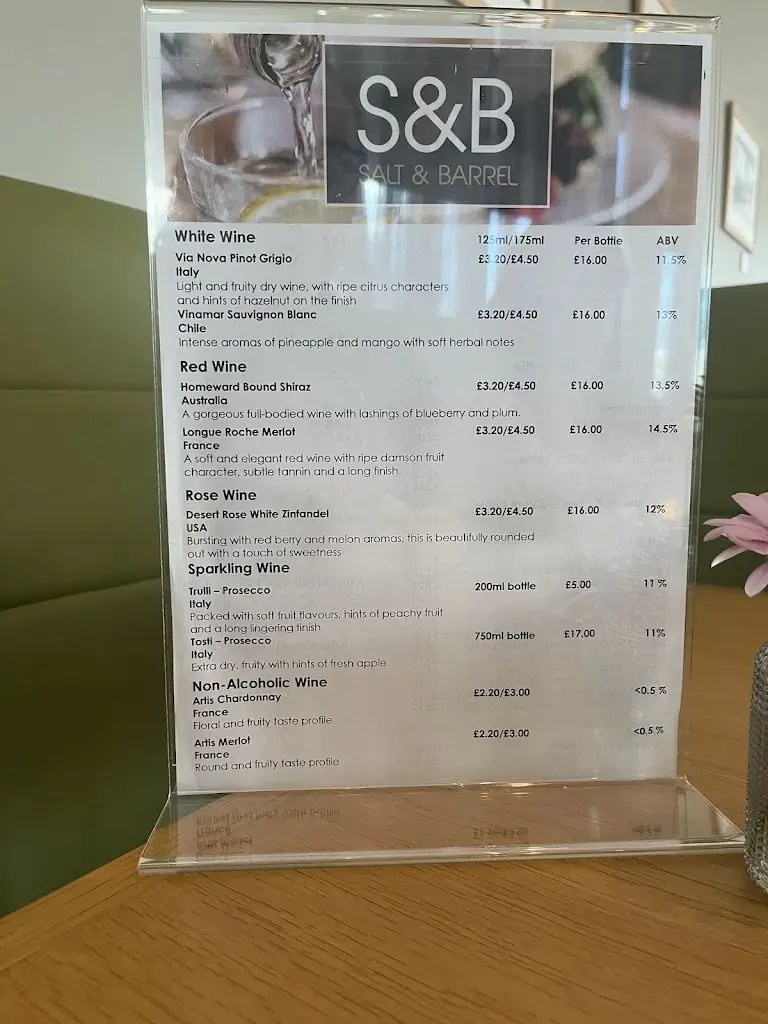 S&B
SALT & BARREL
White Wine 125ml/175ml Per Bottle ABV
Via Nova Pinot Grigio £3.20/£4.50 £16.00 11.5%
Italy
Light and fruity dry wine, with ripe citrus characters
and hints of hazelnut on the finish
Vinamar Sauvignon Blanc £3.20/£4.50 £16.00 13%
Chile
Intense aromas of pineapple and mango with soft herbal notes
Red Wine
Homeward Bound Shiraz £3.20/£4.50 £16.00 13.5%
Australia
A gorgeous full-bodied wine with lashings of blueberry and plum.
Longue Roche Merlot £3.20/£4.50 £16.00 14.5%
France
A soft and elegant red wine with ripe damson fruit
character, subtle tannin and a long finish.
Rose Wine
Desert Rose White Zinfandel £3.20/£4.50 £16.00 12%
USA
Bursting with red berry and melon aromas, this is beautifully rounded
out with a touch of sweetness
Sparkling Wine
Trulli – Prosecco 200ml bottle £5.00 11 %
Italy
Packed with soft fruit flavours, hints of peachy fruit
and a long lingering finish
Tosti – Prosecco 750ml bottle £17.00 11%
Italy
Extra dry, fruity with hints of fresh apple
Non-Alcoholic Wine
Artis Chardonnay £2.20/£3.00 <0.5 %
France
Floral and fruity taste profile
Artis Merlot £2.20/£3.00 <0.5 %
France
Round and fruity taste profile